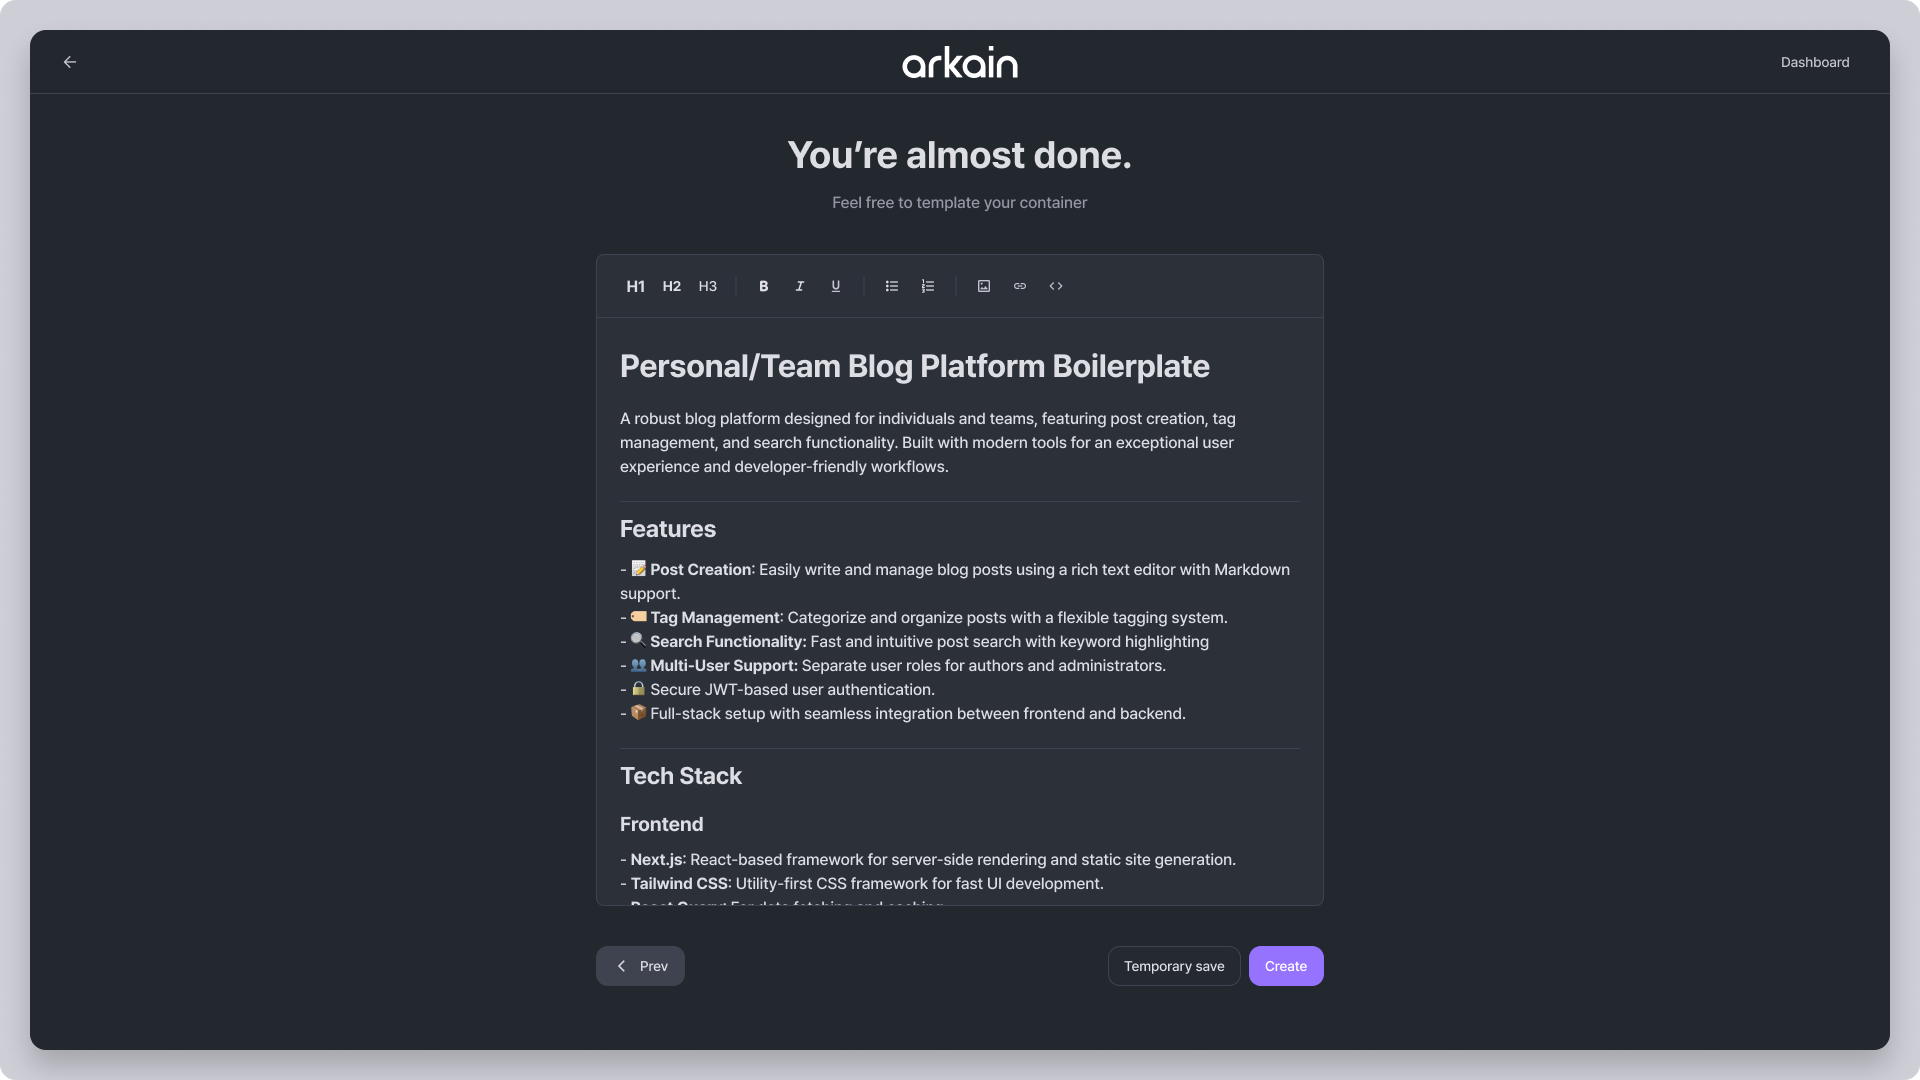 arkain
Dashboard
You’re almost done.
Feel free to template your container
H1 H2 H3 B I U
Personal/Team Blog Platform Boilerplate
A robust blog platform designed for individuals and teams, featuring post creation, tag
management, and search functionality. Built with modern tools for an exceptional user
experience and developer-friendly workflows.
Features
- 📝 Post Creation: Easily write and manage blog posts using a rich text editor with Markdown
support.
- 🏷️ Tag Management: Categorize and organize posts with a flexible tagging system.
- 🔍 Search Functionality: Fast and intuitive post search with keyword highlighting
- 👥 Multi-User Support: Separate user roles for authors and administrators.
- 🔒 Secure JWT-based user authentication.
- 📦 Full-stack setup with seamless integration between frontend and backend.
Tech Stack
Frontend
- Next.js: React-based framework for server-side rendering and static site generation.
- Tailwind CSS: Utility-first CSS framework for fast UI development.
- React Query: For data fetching and caching
Prev
Temporary save
Create